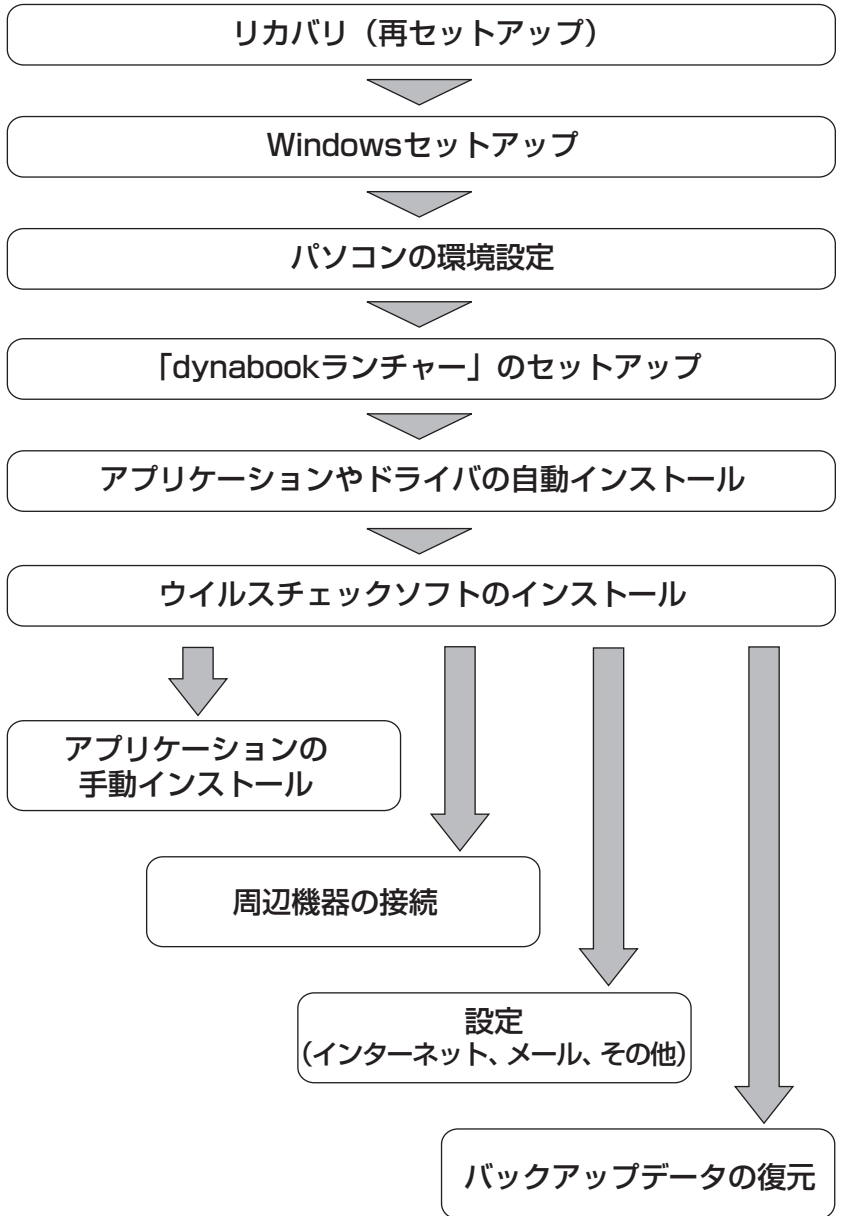 リカバリ（再セットアップ）
Windowsセットアップ
パソコンの環境設定
「dynabookランチャー」のセットアップ
アプリケーションやドライバの自動インストール
ウイルスチェックソフトのインストール
アプリケーションの
手動インストール
周辺機器の接続
設定
（インターネット、メール、その他）
バックアップデータの復元